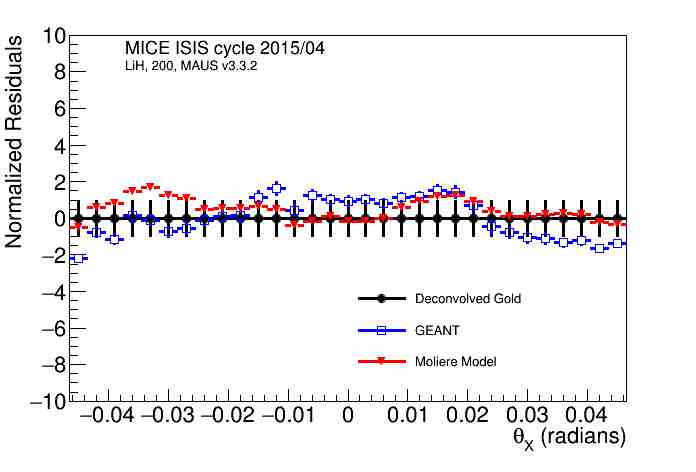 MICE ISIS cycle 2015/04
LiH, 200, MAUS v3.3.2
Normalized Residuals
10
8
6
4
2
0
−2
−4
−6
−8
−10
Deconvolved Gold
GEANT
Moliere Model
−0.04 −0.03 −0.02 −0.01 0 0.01 0.02 0.03 0.04
θX (radians)